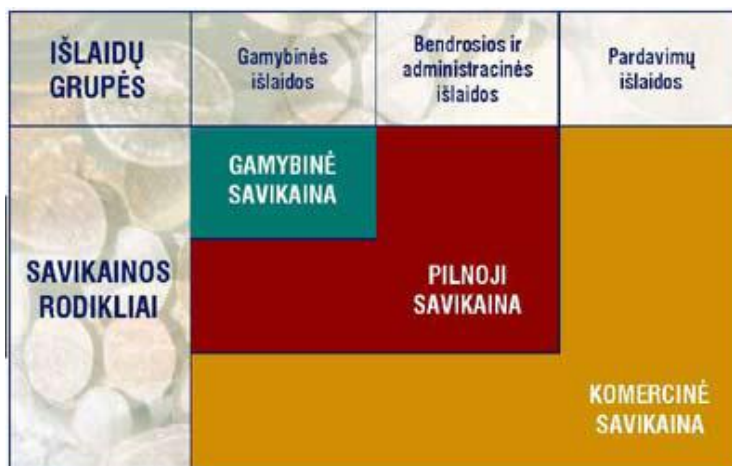 IŠLAIDŲ
GRUPĖS
Gamybinės
išlaidos
Bendrosios ir
administracinės
išlaidos
Pardavimų
išlaidos
SAVIKAINOS
RODIKLIAI
GAMYBINĖ
SAVIKAINA
PILNOJI
SAVIKAINA
KOMERCINĖ
SAVIKAINA